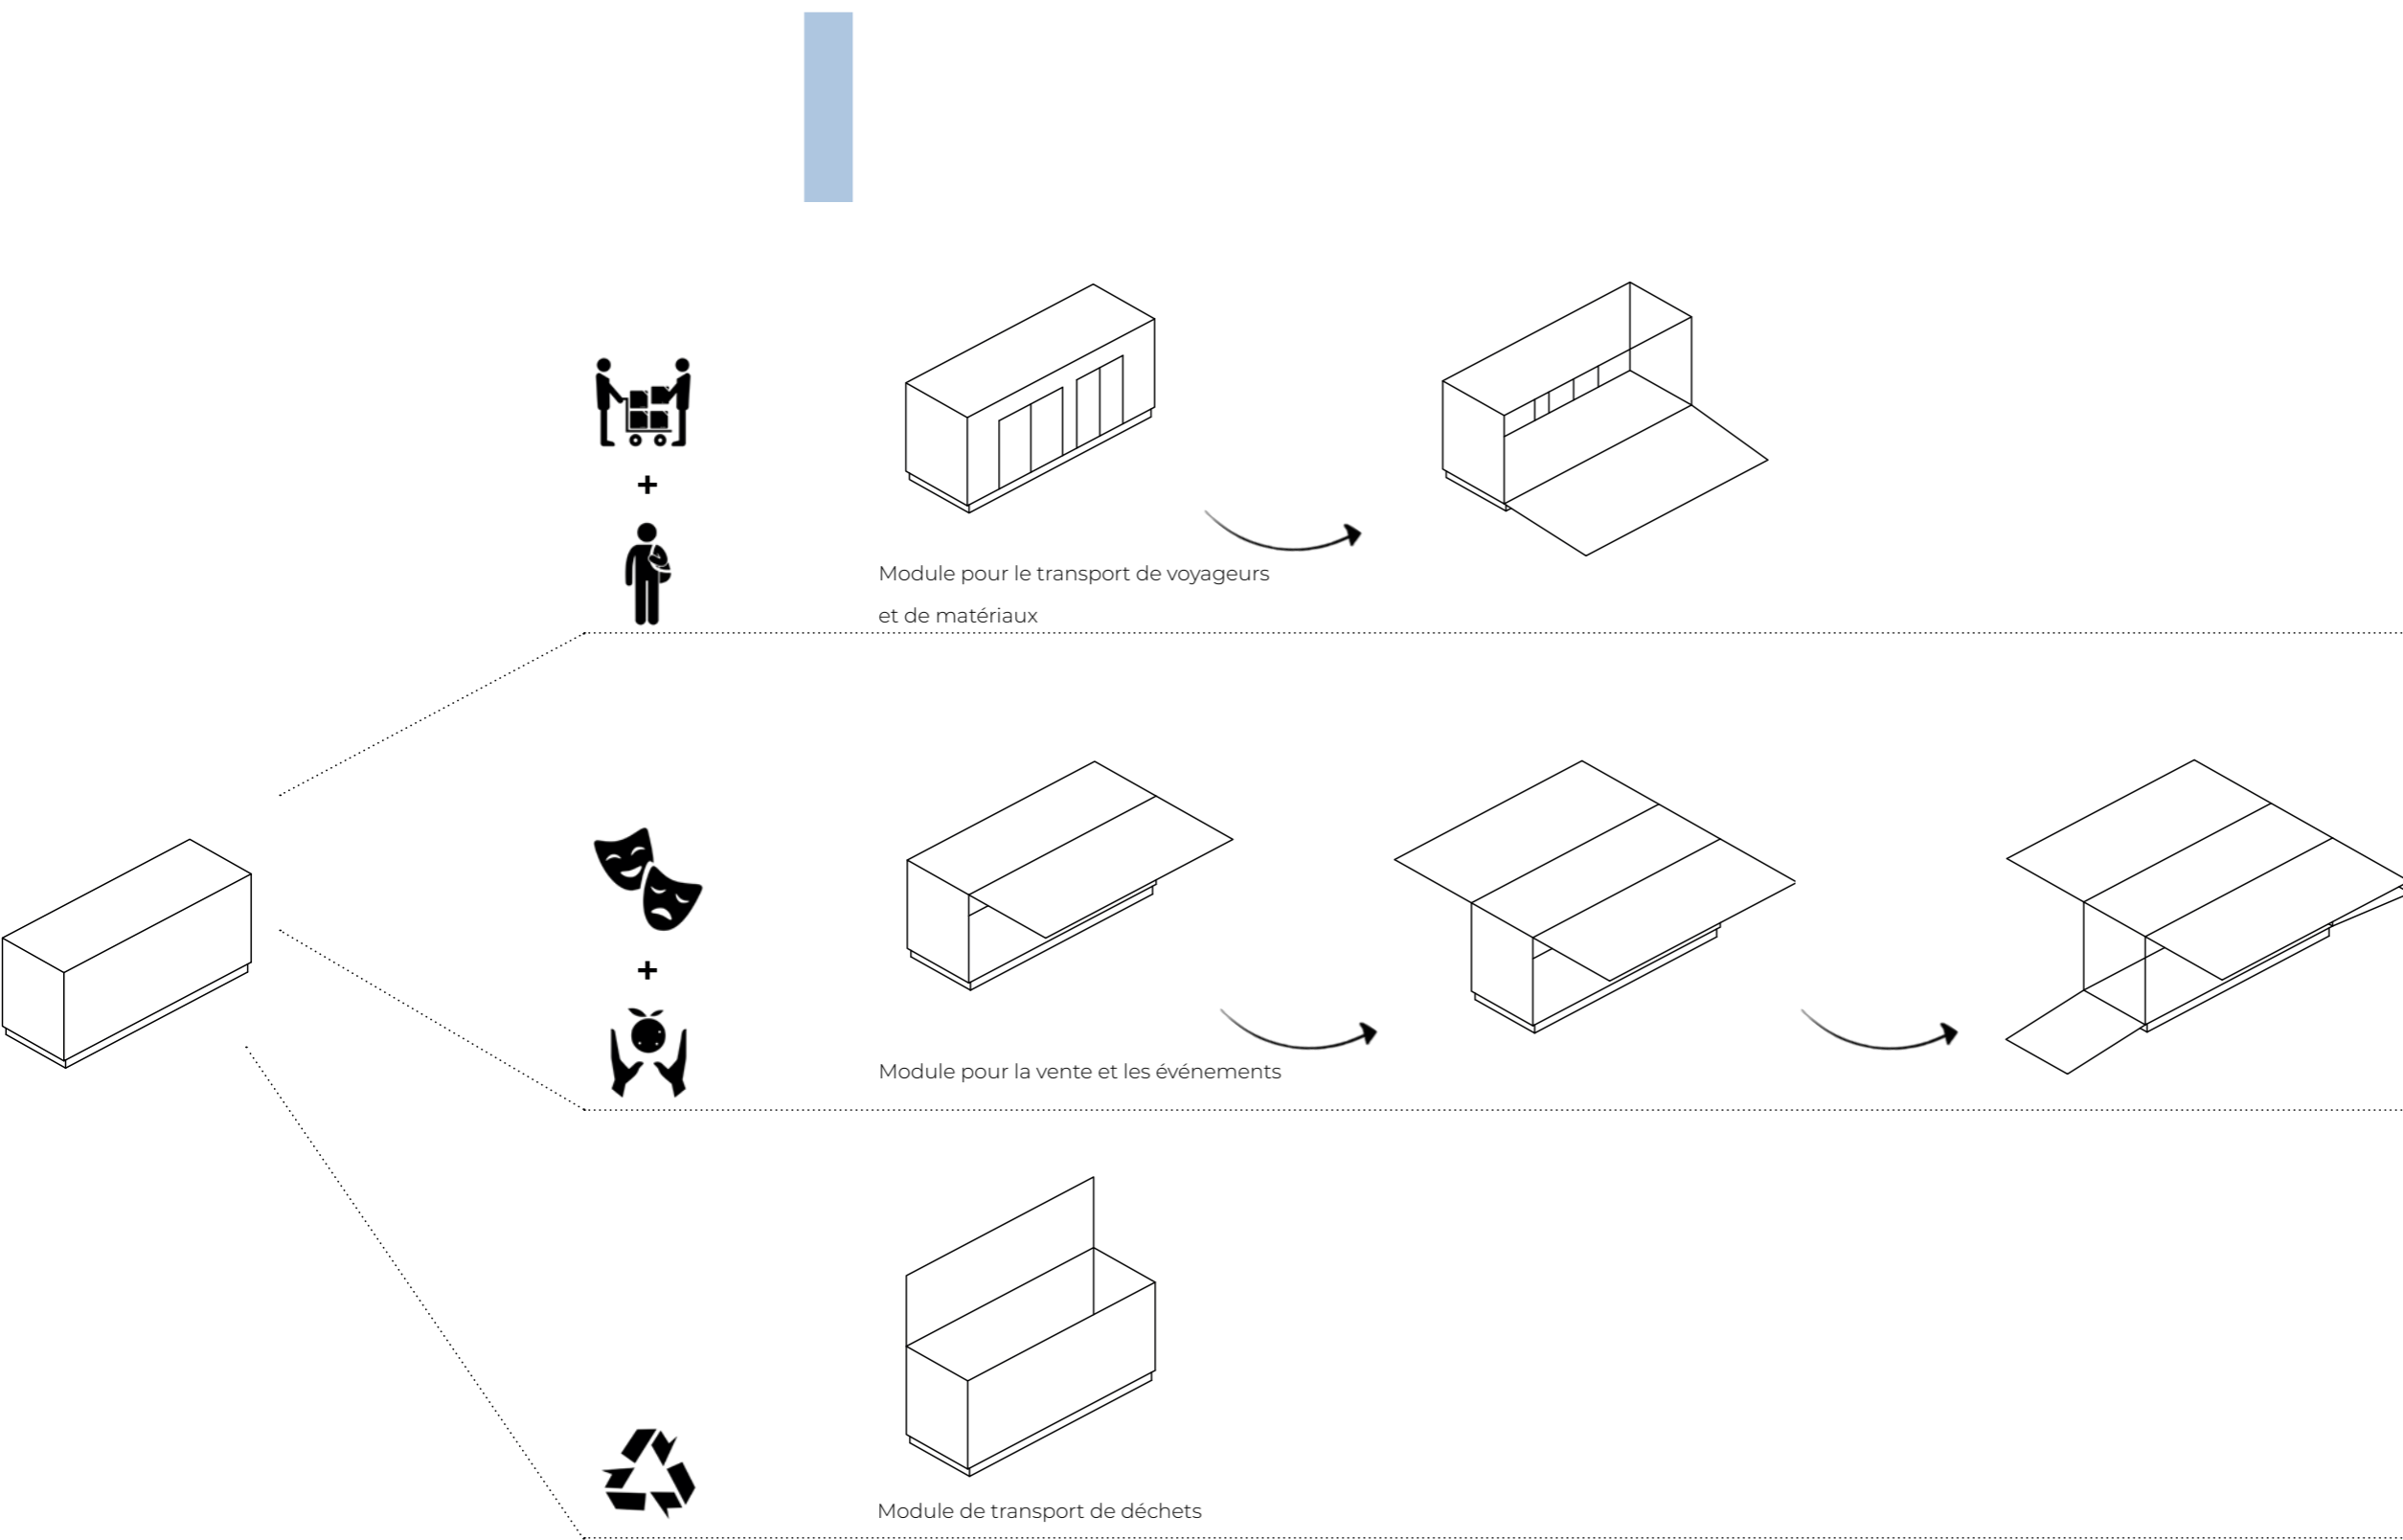 +
Module pour le transport de voyageurs
et de matériaux
+
Module pour la vente et les événements
Module de transport de déchets